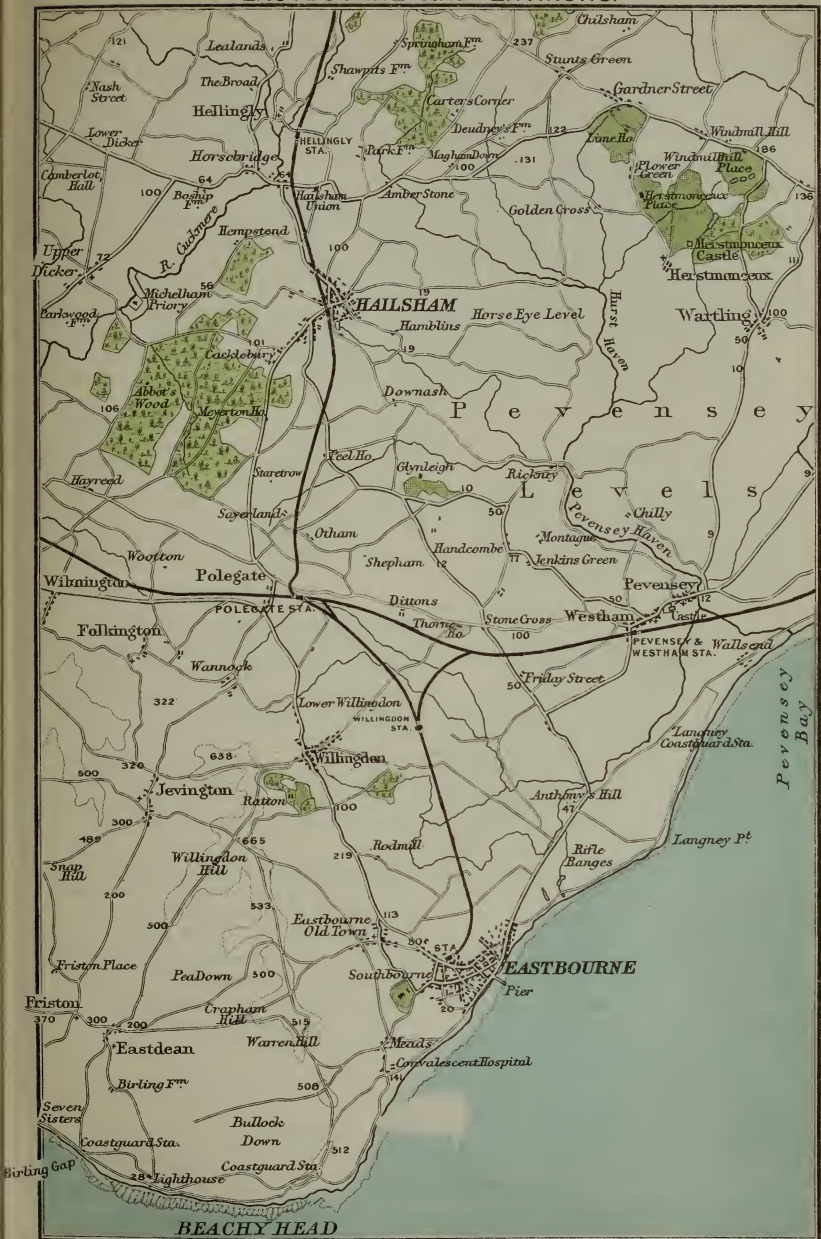 121
Lealands
Springham Fm
237
Chilsham
Stunts Green
Shawpits Fm
Nash
Street
The Broad
Hellingly
Carter's Corner
Gardner Street
Lower
Dicker
HELLINGLY
STA.
Deudney's Fm
122
Lime Ho.
Windmill Hill
186
Horsebridge
Park Fm
Magham Down
100
131
Plower
Green
Windmill Hill
Place
Camberlot
Hall
100
64
64
Boship
Fm
Hailsham
Union
Amber Stone
Golden Cross
Herstmonceux
Place
136
R. Cuckmere
Hempstend
100
Herstmonceux
Castle
111
Upper
Dicker
72
Herstmonceux
Michelham
Priory
56
19
HAILSHAM
Horse Eye Level
Hurst Haven
Wartling
100
50
Parkwood
Fm
Hamblins
19
101
Cacklebury
10
Abbot's
Wood
Downash
106
Meyerton Ho.
Pevensey
Levels
Peel Ho.
Glynleigh
Rickney
10
9
Hayreed
Staretrow
50
Chilly
Sayerland
Pevensey Haven
9
Otham
Montague
Handcombe
Wootton
Shepham
12
77
Jenkins Green
Wilmington
Polegate
Pevensey
12
50
POLEGATE STA.
Dittons
Westham
Castle
Folkington
Thorne
Ho.
Stone Cross
100
PEVENSEY &
WESTHAM STA.
Wallsend
Wannock
50
Friday Street
Pevensey
Bay
322
Lower Willingdon
WILLINGDON
STA.
Langney
Coastguard Sta.
638
Willingdon
320
500
Jevington
Ratton
100
Anthony's Hill
47
300
489
665
Langney Pt
Snap
Hill
Willingdon
Hill
219
Rodmill
Rifle
Ranges
200
533
500
Eastbourne
Old Town
113
80
STA.
Friston Place
Pea Down
500
Southbourne
EASTBOURNE
Pier
Friston
370
300
200
Crapham
Hill
515
20
Eastdean
Warren Hill
Meads
Convalescent Hospital
141
Birling Fm
508
Seven
Sisters
Bullock
Down
Coastguard Sta.
512
Birling Gap
Coastguard Sta
28
Lighthouse
BEACHY HEAD